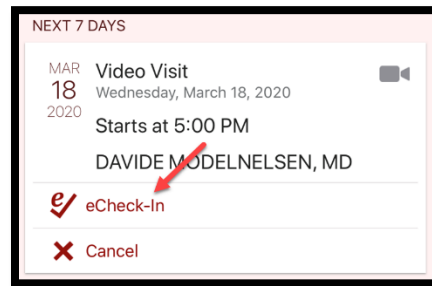 NEXT 7 DAYS
MAR
18
2020
Video Visit
Wednesday, March 18, 2020
Starts at 5:00 PM
DAVIDE MODELNELSEN, MD
eCheck-In
Cancel